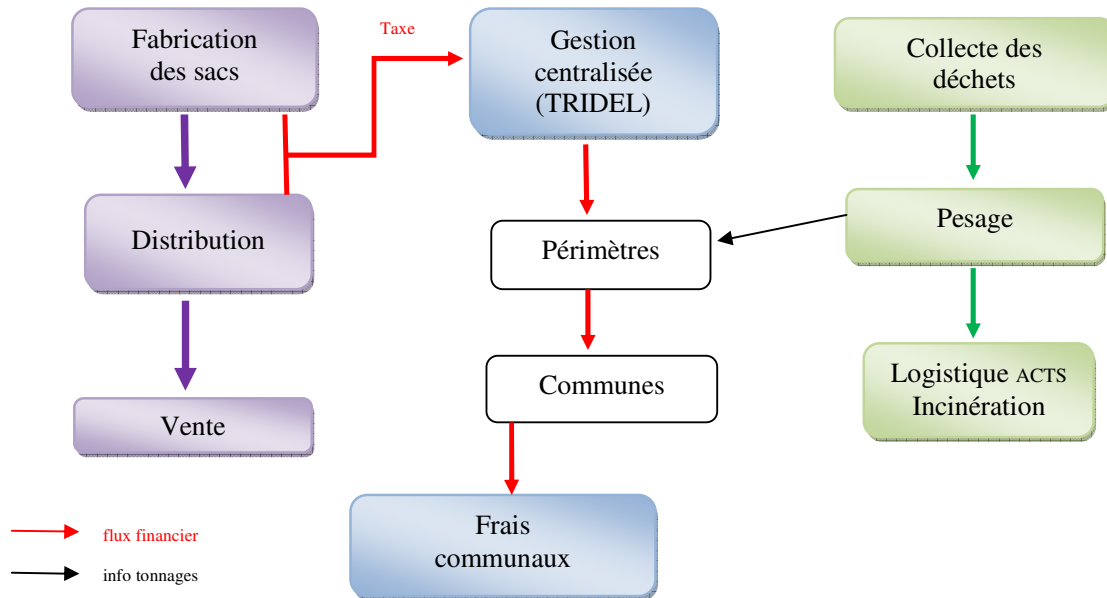 Fabrication
des sacs
Taxe
Gestion
centralisée
(TRIDEL)
Collecte des
déchets
Distribution
Périmètres
Pesage
Vente
Communes
Logistique ACTS
Incinération
Frais
communaux
flux financier
info tonnages